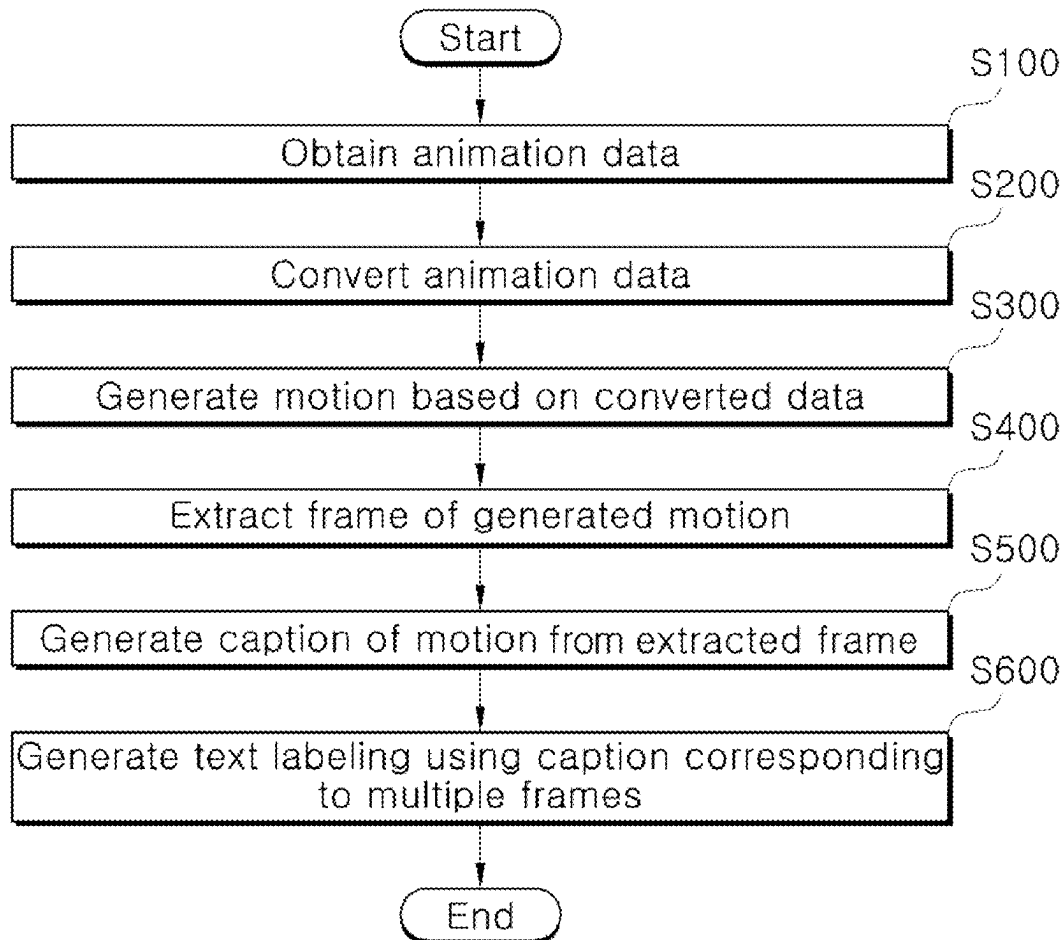 Start
S100
Obtain animation data
S200
Convert animation data
S300
Generate motion based on converted data
S400
Extract frame of generated motion
S500
Generate caption of motion from extracted frame
S600
Generate text labeling using caption corresponding
to multiple frames
End